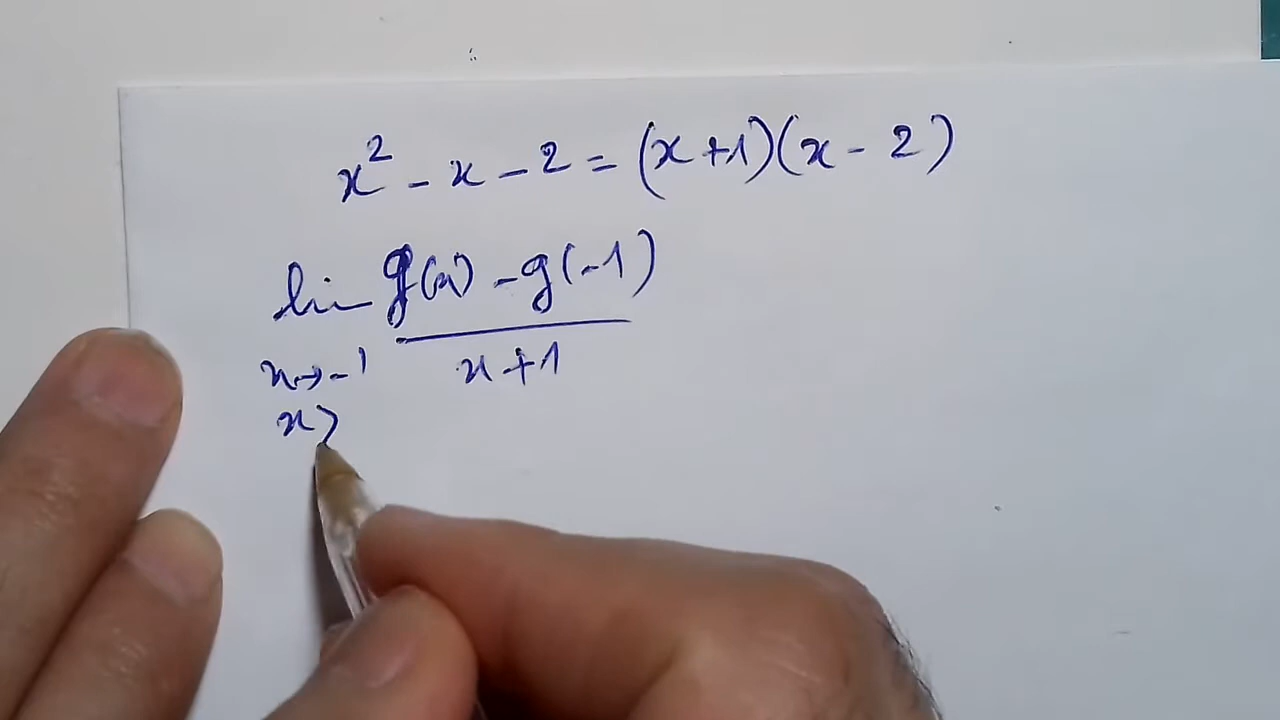 x² - x - 2 = (x+1)(x - 2)
lim g(x) - g(-1)
x→-1 x+1
x>